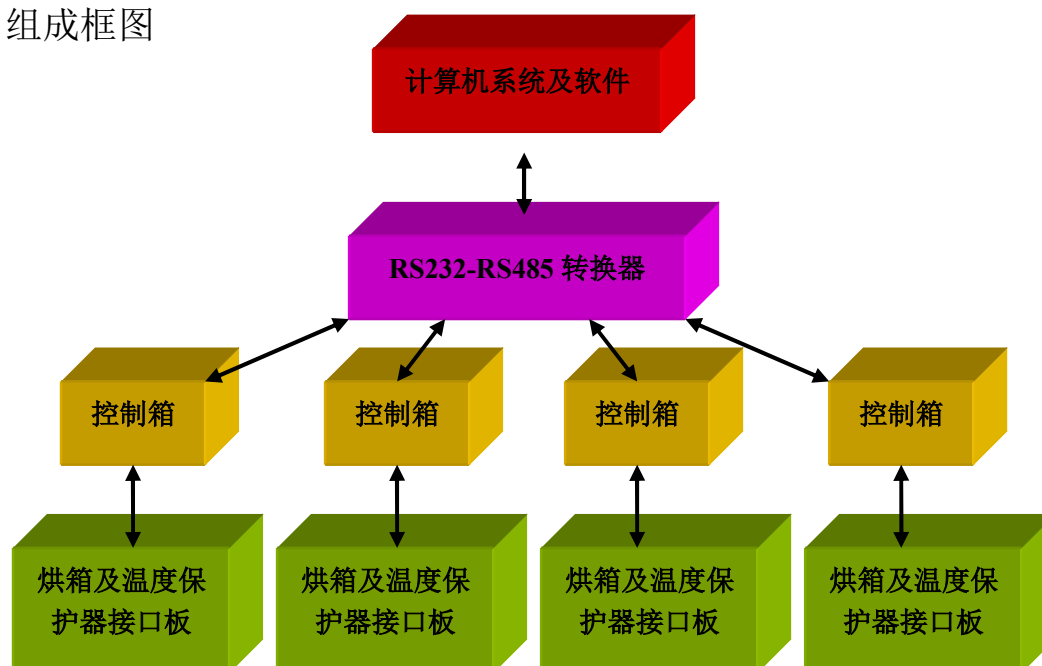 组成框图
计算机系统及软件
RS232-RS485 转换器
控制箱
控制箱
控制箱
控制箱
烘箱及温度保
护器接口板
烘箱及温度保
护器接口板
烘箱及温度保
护器接口板
烘箱及温度保
护器接口板